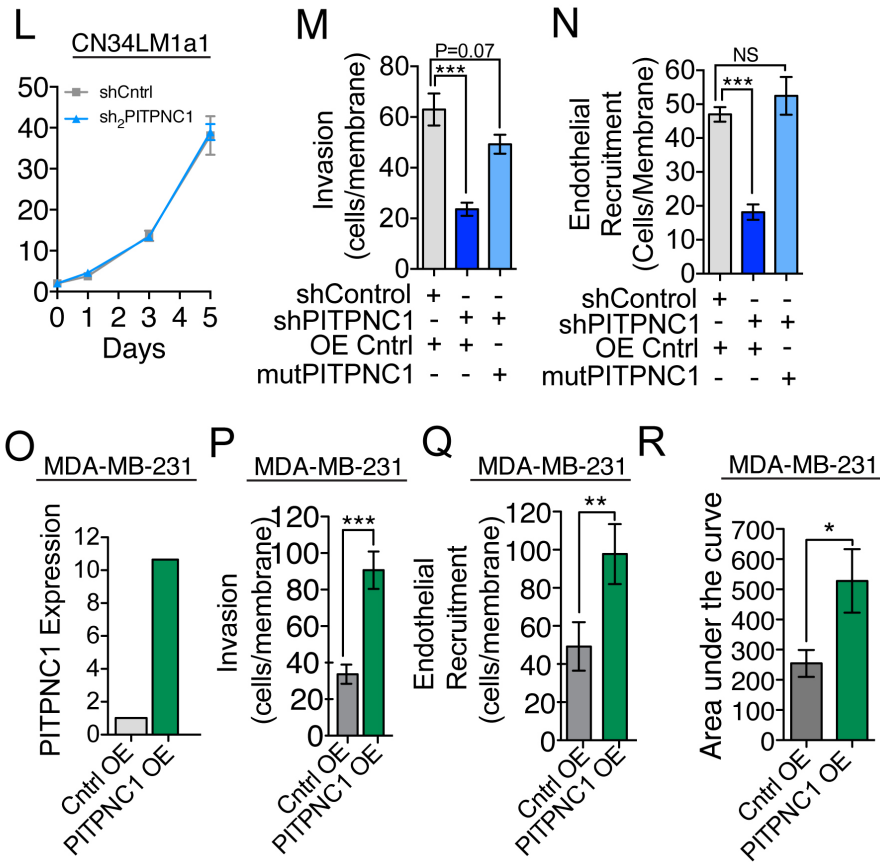 L
CN34LM1a1
50
40
30
20
10
0
shCntrl
sh2PITPNC1
0 1 3 5
Days
M
P=0.07
***
Invasion
(cells/membrane)
80
60
40
20
0
shControl + - -
shPITPNC1 - + +
OE Cntrl + + -
mutPITPNC1 - - +
N
NS
***
Endothelial
Recruitment
(Cells/Membrane)
60
50
40
30
20
10
0
shControl + - -
shPITPNC1 - + +
OE Cntrl + + -
mutPITPNC1 - - +
O
MDA-MB-231
PITPNC1 Expression
12
10
8
6
4
2
0
Cntrl OE
PITPNC1 OE
P
MDA-MB-231
***
Invasion
(cells/membrane)
120
100
80
60
40
20
0
Cntrl OE
PITPNC1 OE
Q
MDA-MB-231
**
Endothelial
Recruitment
(cells/membrane)
120
100
80
60
40
20
0
Cntrl OE
PITPNC1 OE
R
MDA-MB-231
*
Area under the curve
700
600
500
400
300
200
100
0
Cntrl OE
PITPNC1 OE